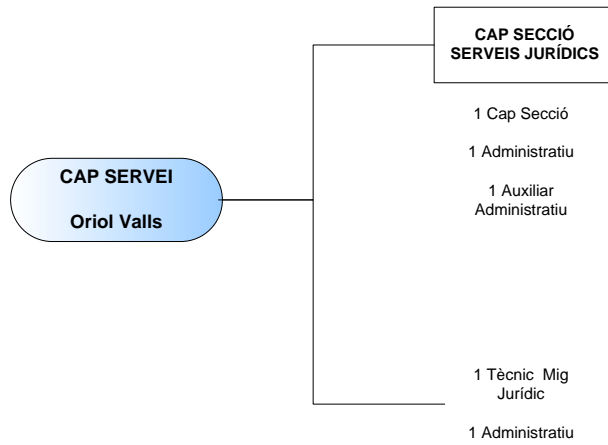 CAP SECCIÓ
SERVEIS JURÍDICS
1 Cap Secció
1 Administratiu
1 Auxiliar
Administratiu
CAP SERVEI
Oriol Valls
1 Tècnic Mig
Jurídic
1 Administratiu